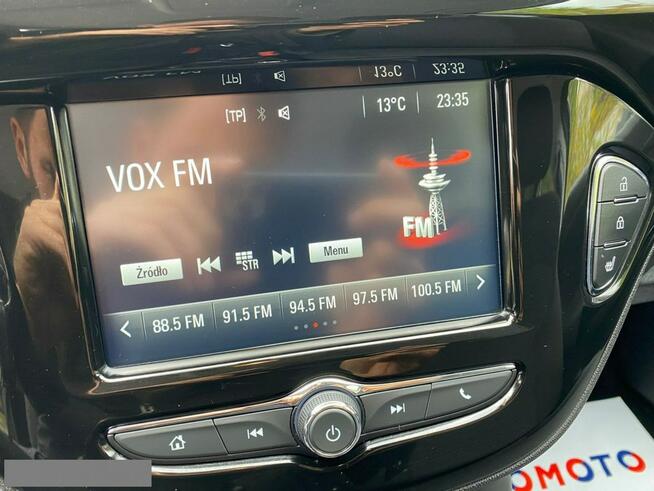 [TP] 13°C 23:35
VOX FM
FM
Źródło STR Menu
88.5 FM 91.5 FM 94.5 FM 97.5 FM 100.5 FM
OMOTO